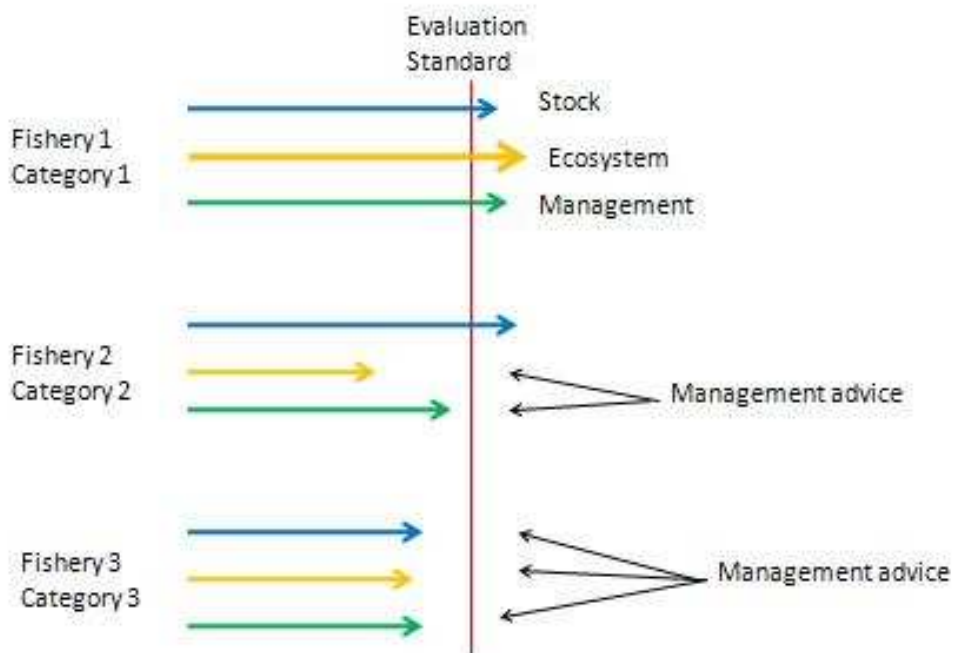 Evaluation
Standard
Stock
Fishery 1
Category 1
Ecosystem
Management
Fishery 2
Category 2
Management advice
Fishery 3
Category 3
Management advice